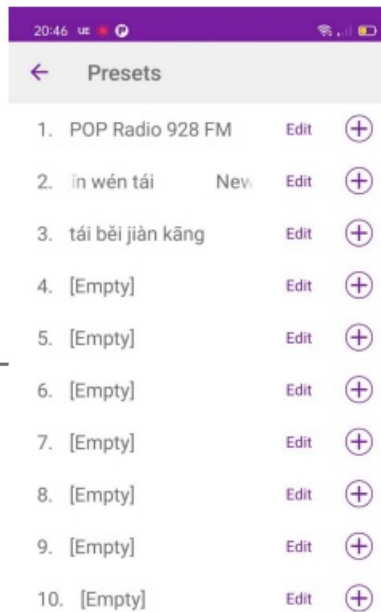 20:46 UE P
Presets
1. POP Radio 928 FM Edit
2. īn wén tái New Edit
3. tái běi jiàn kāng Edit
4. [Empty] Edit
5. [Empty] Edit
6. [Empty] Edit
7. [Empty] Edit
8. [Empty] Edit
9. [Empty] Edit
10. [Empty] Edit